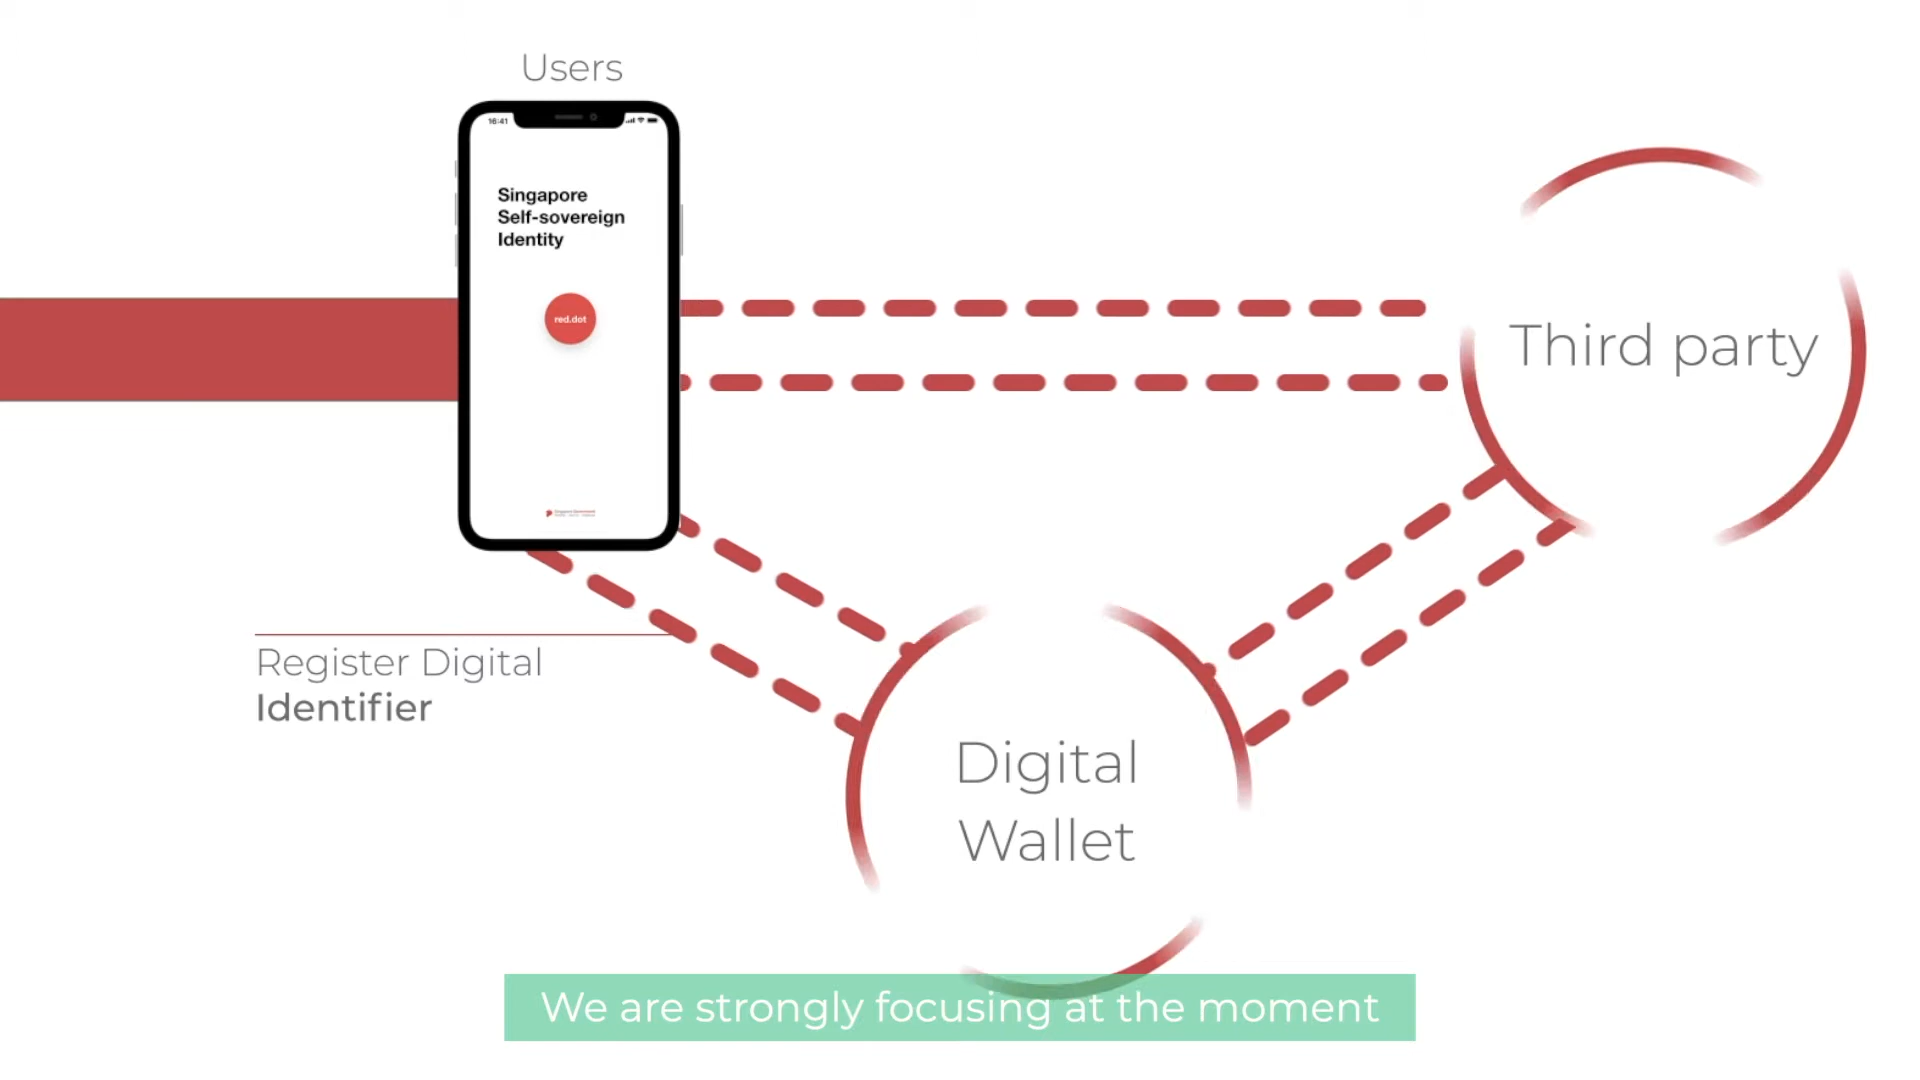 Users
16:41
Singapore
Self-sovereign
Identity
red.dot
Third party
Register Digital
Identifier
Digital
Wallet
We are strongly focusing at the moment